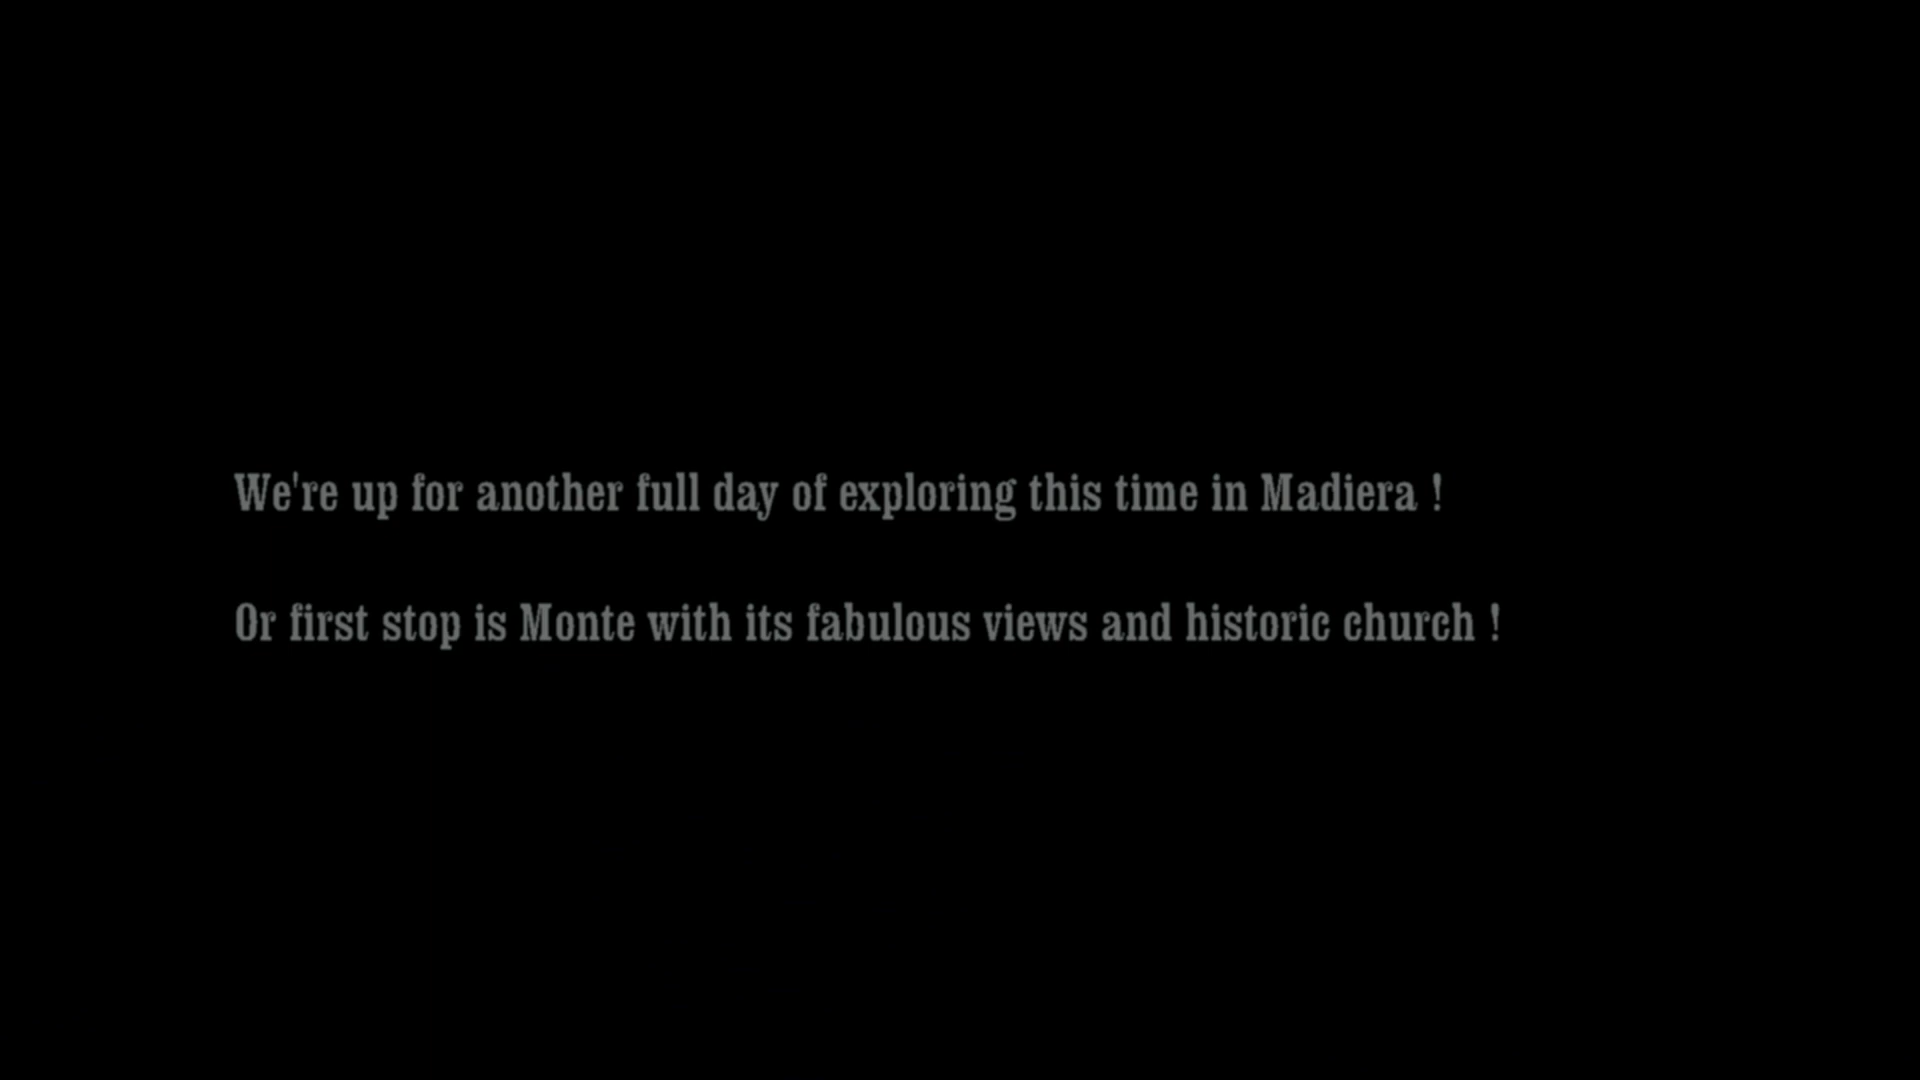 We're up for another full day of exploring this time in Madiera !
Or first stop is Monte with its fabulous views and historic church !